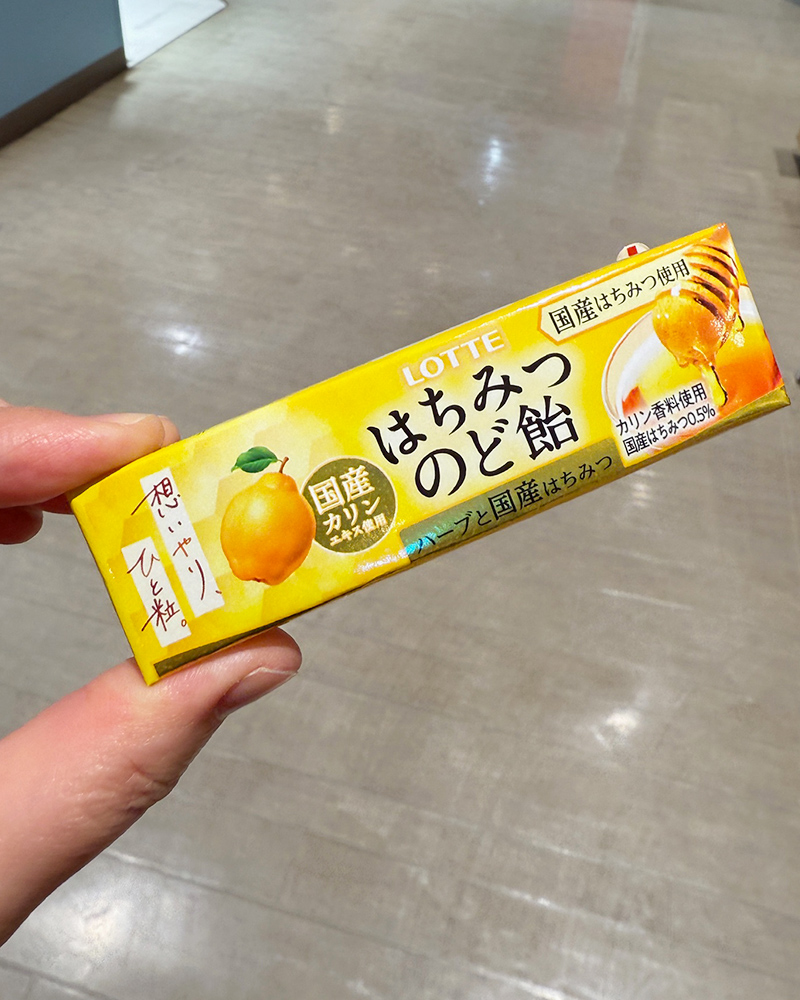 国産はちみつ使用
LOTTE
はちみつ
のど飴
カリン香料使用
国産はちみつ0.5%
ハーブと国産はちみつ
国産
カリン
エキス使用
想いやり、
ひと粒。